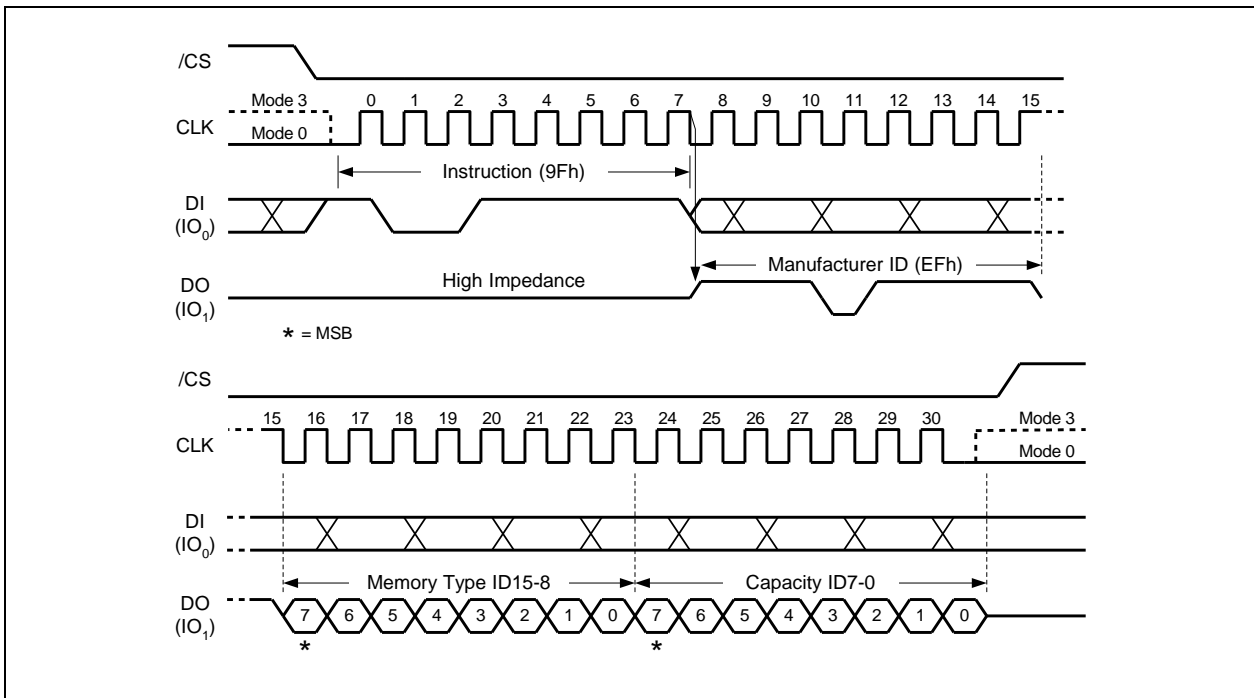 /CS
Mode 3 0 1 2 3 4 5 6 7 8 9 10 11 12 13 14 15
CLK
Mode 0
Instruction (9Fh)
DI
(IO0)
Manufacturer ID (EFh)
High Impedance
DO
(IO1)
* = MSB
/CS
15 16 17 18 19 20 21 22 23 24 25 26 27 28 29 30 Mode 3
CLK
Mode 0
DI
(IO0)
Memory Type ID15-8 Capacity ID7-0
DO
(IO1)
7 6 5 4 3 2 1 0 7 6 5 4 3 2 1 0
* *